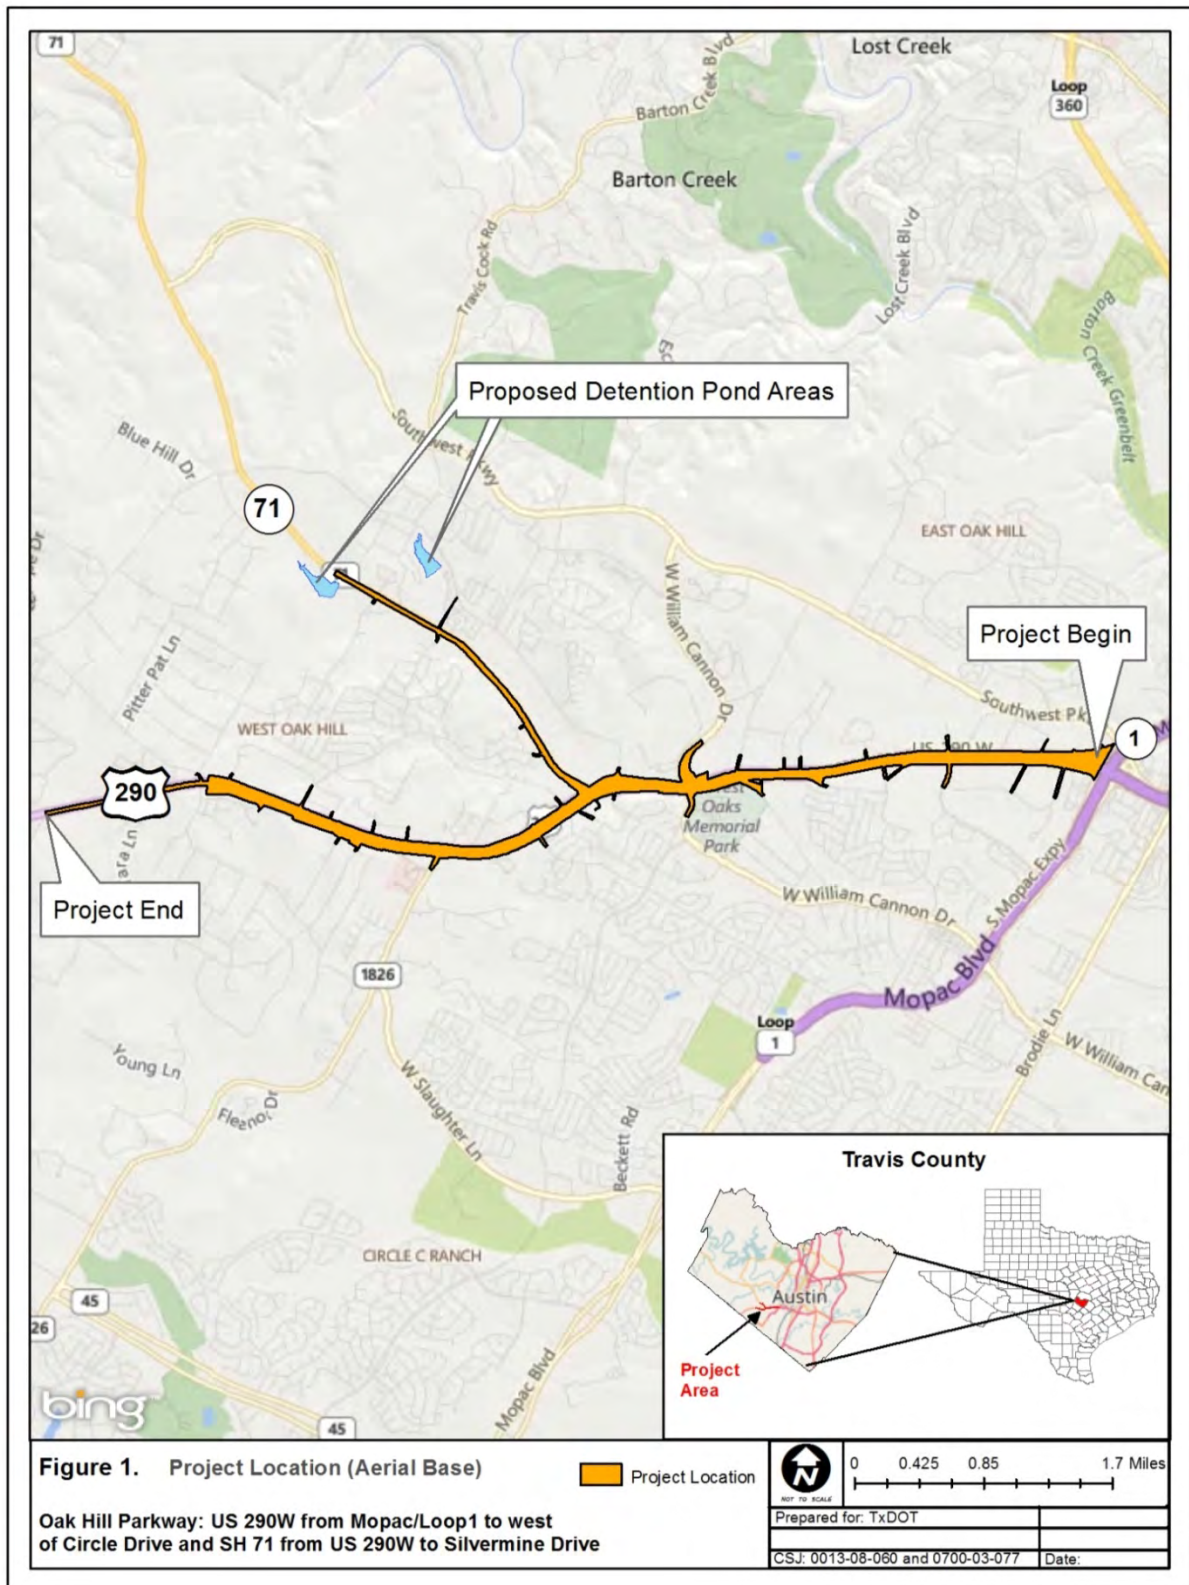 71
Lost Creek
Loop
360
Barton Creek Blvd
Barton Creek
Travis Cook Rd
Lost Creek Blvd
Barton
Creek Greenbelt
Proposed Detention Pond Areas
Blue Hill Dr
Southwest Pkwy
71
EAST OAK HILL
71
W William Cannon Dr
Project Begin
Pitter Pat Ln
Southwest Pk
WEST OAK HILL
US 290 W
1
290
Oaks
Memorial
Park
ara Ln
Project End
S Mopac Expy
W William Cannon Dr
1826
Mopac Blvd
Loop
1
Brodie Ln
W William Can
Young Ln
W Slaughter Ln
Beckett Rd
CIRCLE C RANCH
45
26
Mopac Blvd
45
bing
Travis County
Austin
Project
Area
Figure 1. Project Location (Aerial Base)
Project Location
Oak Hill Parkway: US 290W from Mopac/Loop1 to west
of Circle Drive and SH 71 from US 290W to Silvermine Drive
N
NOT TO SCALE
0 0.425 0.85 1.7 Miles
Prepared for: TxDOT
CSJ: 0013-08-060 and 0700-03-077 Date: